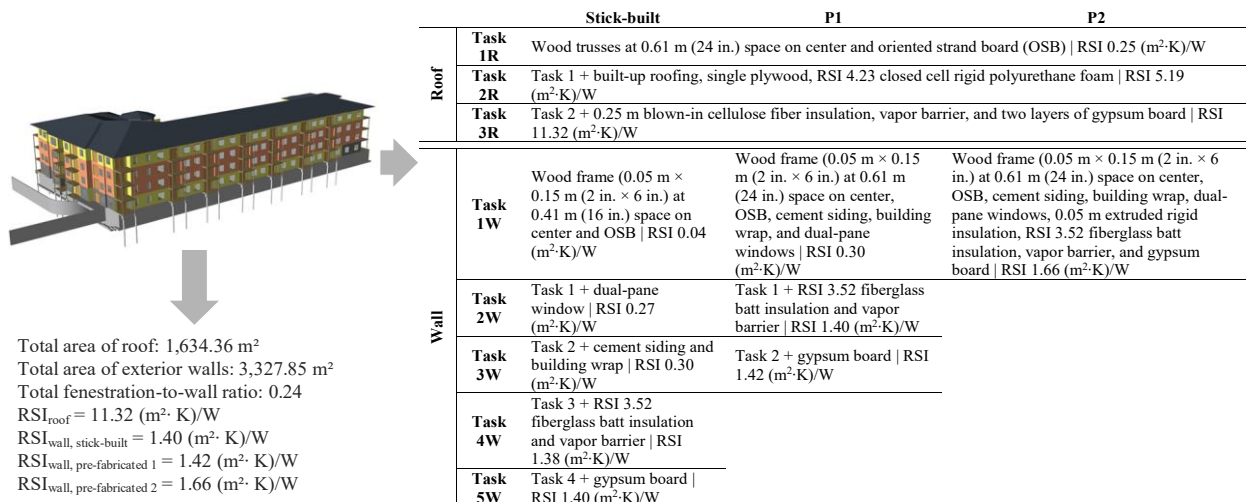 Stick-built P1 P2
Roof
Task 1R
Wood trusses at 0.61 m (24 in.) space on center and oriented strand board (OSB) | RSI 0.25 (m²·K)/W
Task 2R
Task 1 + built-up roofing, single plywood, RSI 4.23 closed cell rigid polyurethane foam | RSI 5.19
(m²·K)/W
Task 3R
Task 2 + 0.25 m blown-in cellulose fiber insulation, vapor barrier, and two layers of gypsum board | RSI
11.32 (m²·K)/W
Wall
Task 1W
Wood frame (0.05 m ×
0.15 m (2 in. × 6 in.) at
0.41 m (16 in.) space on
center and OSB | RSI 0.04
(m²·K)/W
Wood frame (0.05 m × 0.15
m (2 in. × 6 in.) at 0.61 m
(24 in.) space on center,
OSB, cement siding, building
wrap, and dual-pane
windows | RSI 0.30
(m²·K)/W
Wood frame (0.05 m × 0.15 m (2 in. × 6
in.) at 0.61 m (24 in.) space on center,
OSB, cement siding, building wrap, dual-
pane windows, 0.05 m extruded rigid
insulation, RSI 3.52 fiberglass batt
insulation, vapor barrier, and gypsum
board | RSI 1.66 (m²·K)/W
Task 2W
Task 1 + dual-pane
window | RSI 0.27
(m²·K)/W
Task 1 + RSI 3.52 fiberglass
batt insulation and vapor
barrier | RSI 1.40 (m²·K)/W
Task 3W
Task 2 + cement siding and
building wrap | RSI 0.30
(m²·K)/W
Task 2 + gypsum board | RSI
1.42 (m²·K)/W
Task 4W
Task 3 + RSI 3.52
fiberglass batt insulation
and vapor barrier | RSI
1.38 (m²·K)/W
Task 5W
Task 4 + gypsum board |
RSI 1.40 (m²·K)/W
Total area of roof: 1,634.36 m²
Total area of exterior walls: 3,327.85 m²
Total fenestration-to-wall ratio: 0.24
RSI roof = 11.32 (m²· K)/W
RSI wall, stick-built = 1.40 (m²· K)/W
RSI wall, pre-fabricated 1 = 1.42 (m²· K)/W
RSI wall, pre-fabricated 2 = 1.66 (m²· K)/W